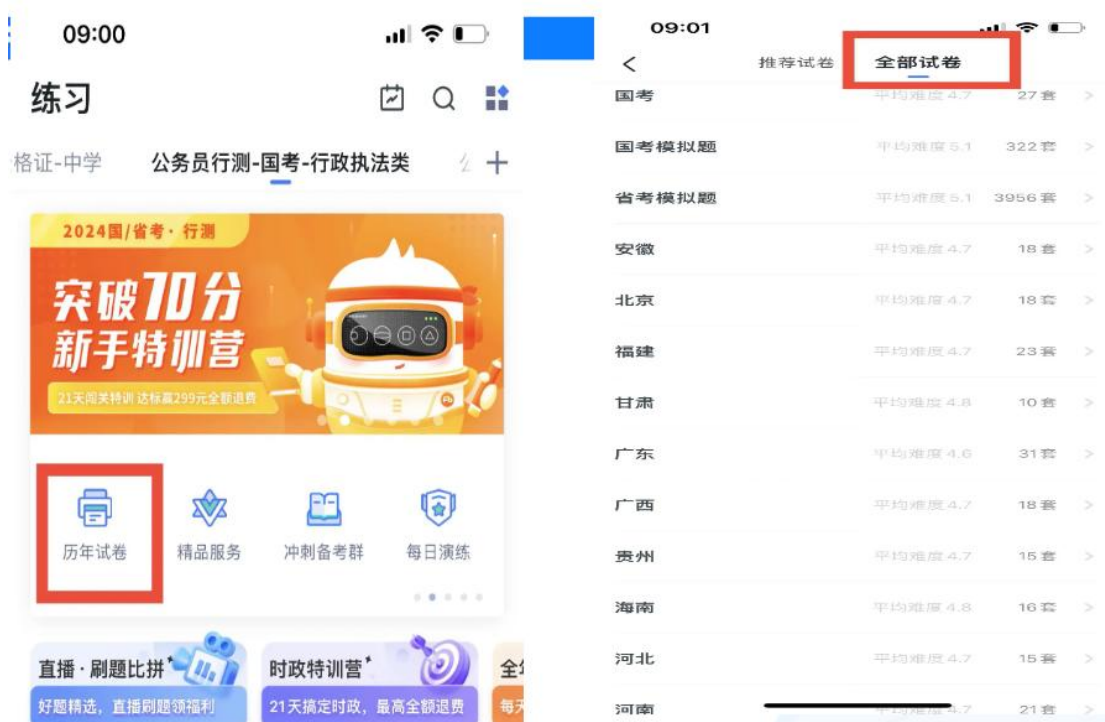 09:00
练习
格证-中学 公务员行测-国考-行政执法类
2024国/省考·行测
突破70分
新手特训营
21天闯关特训 达标赢299元全额退费
历年试卷 精品服务 冲刺备考群 每日演练
直播·刷题比拼 时政特训营
好题精选，直播刷题领福利 21天搞定时政，最高全额退费 每天
09:01
推荐试卷 全部试卷
国考 平均难度 4.7 27套
国考模拟题 平均难度 5.1 322套
省考模拟题 平均难度 5.1 3956套
安徽 平均难度 4.7 18套
北京 平均难度 4.7 18套
福建 平均难度 4.7 23套
甘肃 平均难度 4.8 10套
广东 平均难度 4.6 31套
广西 平均难度 4.7 18套
贵州 平均难度 4.7 15套
海南 平均难度 4.8 16套
河北 平均难度 4.7 15套
河南 平均难度 4.7 21套